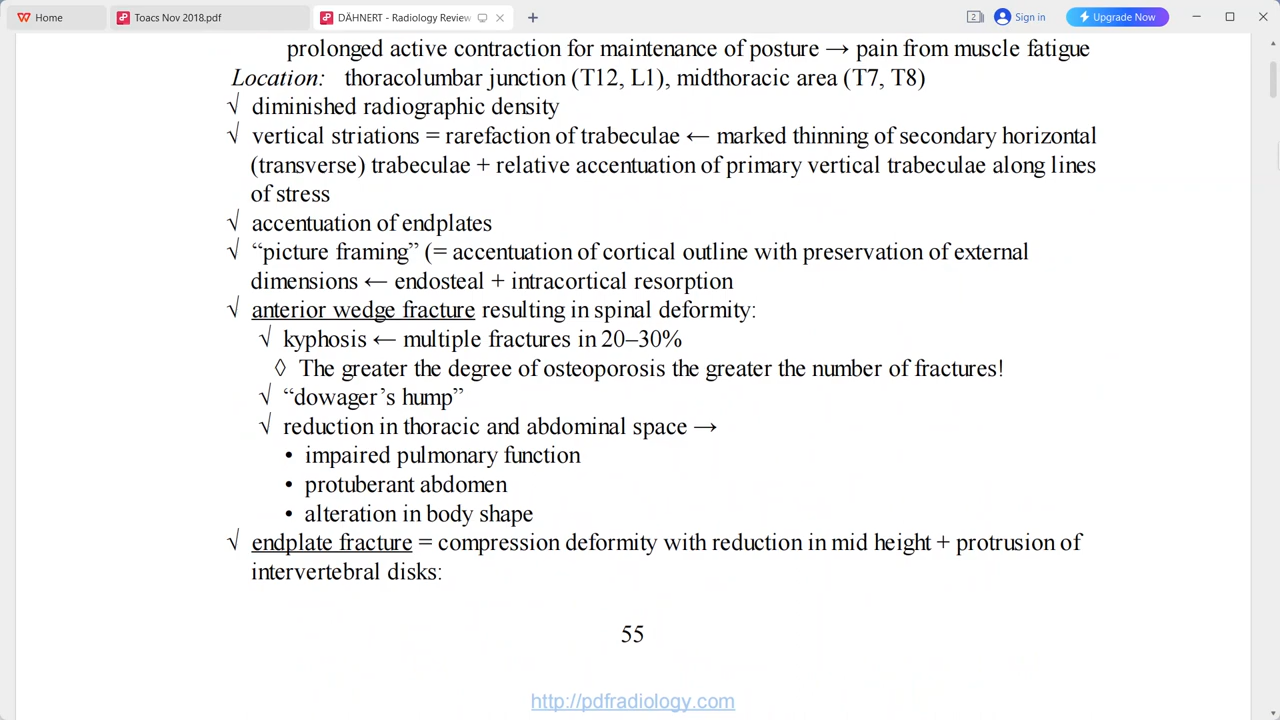 Home
Toacs Nov 2018.pdf
DÄHNERT - Radiology Review
2
Sign in
Upgrade Now
prolonged active contraction for maintenance of posture → pain from muscle fatigue
Location: thoracolumbar junction (T12, L1), midthoracic area (T7, T8)
√ diminished radiographic density
√ vertical striations = rarefaction of trabeculae ← marked thinning of secondary horizontal
(transverse) trabeculae + relative accentuation of primary vertical trabeculae along lines
of stress
√ accentuation of endplates
√ “picture framing” (= accentuation of cortical outline with preservation of external
dimensions ← endosteal + intracortical resorption
√ anterior wedge fracture resulting in spinal deformity:
√ kyphosis ← multiple fractures in 20–30%
◊ The greater the degree of osteoporosis the greater the number of fractures!
√ “dowager’s hump”
√ reduction in thoracic and abdominal space →
• impaired pulmonary function
• protuberant abdomen
• alteration in body shape
√ endplate fracture = compression deformity with reduction in mid height + protrusion of
intervertebral disks:
55
http://pdfradiology.com